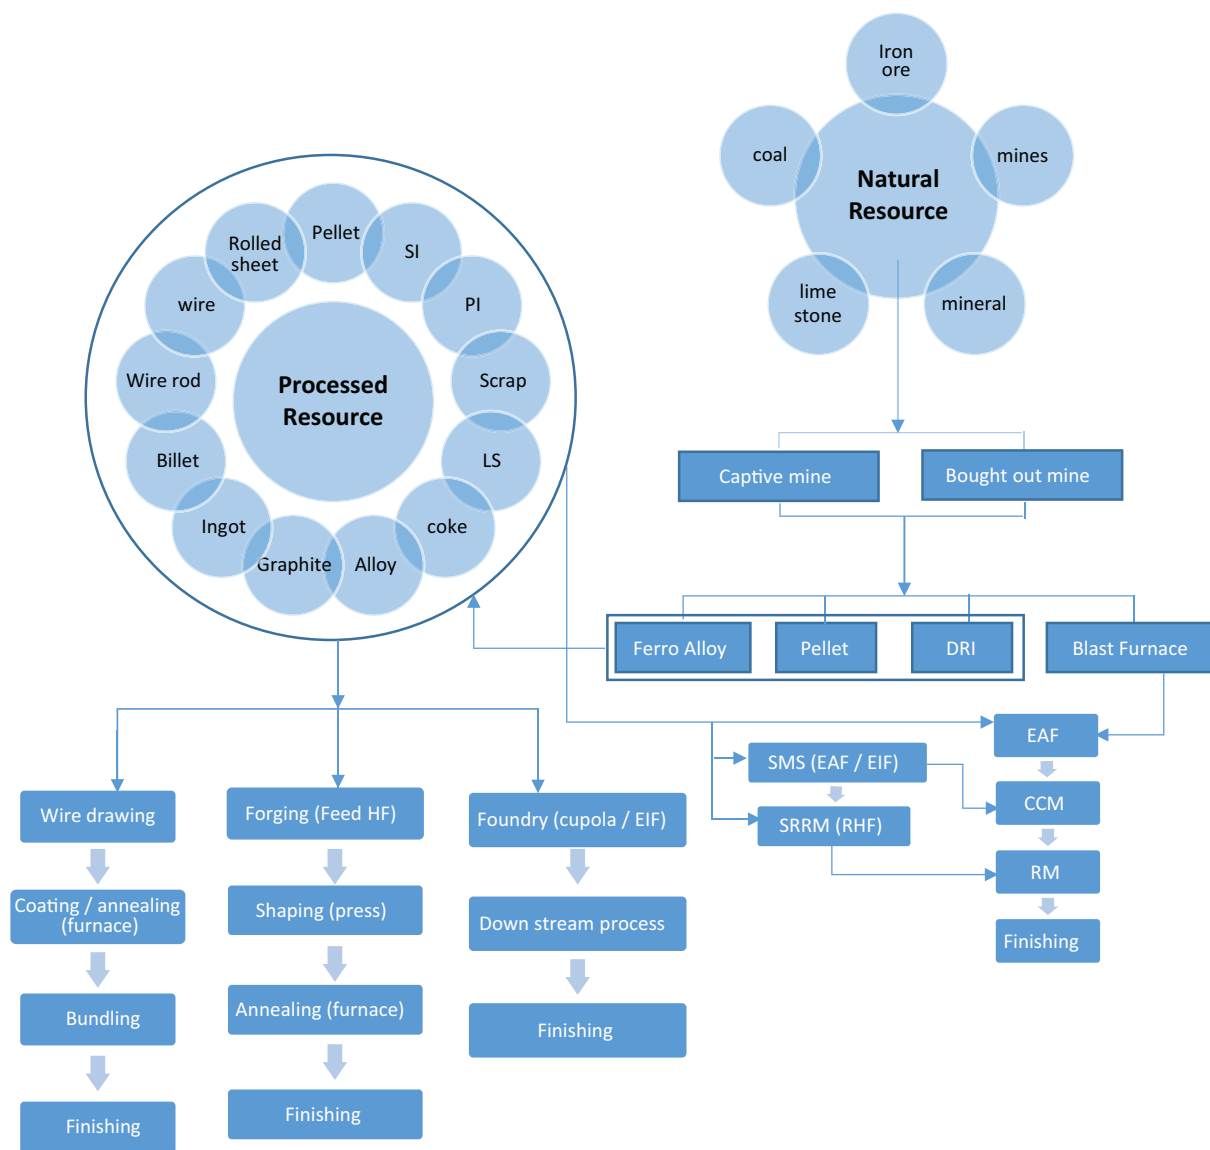 Iron
ore
coal
mines
Natural
Resource
lime
stone
mineral
Pellet
Rolled
sheet
SI
wire
PI
Wire rod
Scrap
Processed
Resource
Billet
LS
Ingot
coke
Graphite
Alloy
Captive mine
Bought out mine
Ferro Alloy
Pellet
DRI
Blast Furnace
EAF
SMS (EAF / EIF)
CCM
SRRM (RHF)
RM
Finishing
Wire drawing
Forging (Feed HF)
Foundry (cupola / EIF)
Coating / annealing
(furnace)
Shaping (press)
Down stream process
Bundling
Annealing (furnace)
Finishing
Finishing
Finishing